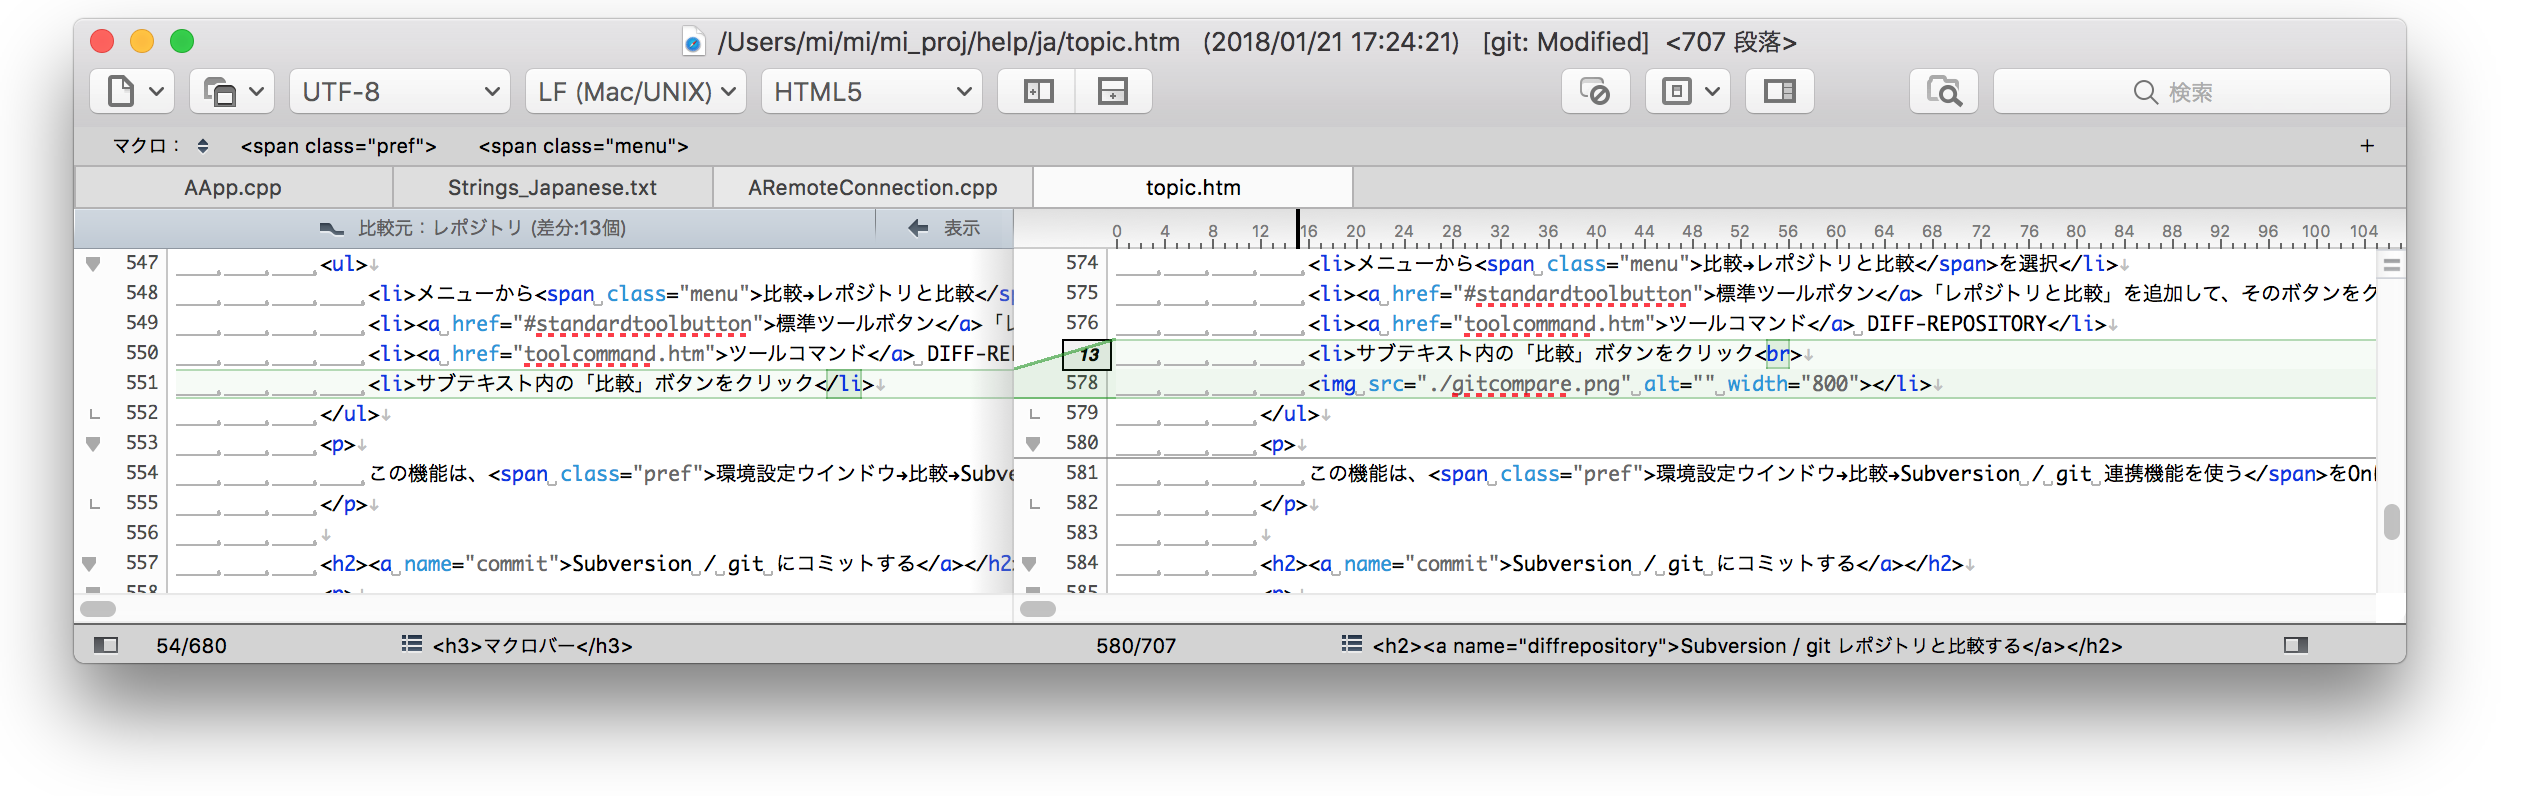 /Users/mi/mi/mi_proj/help/ja/topic.htm (2018/01/21 17:24:21) [git: Modified] <707 段落>
UTF-8 LF (Mac/UNIX) HTML5 検索
マクロ： <span class="pref"> <span class="menu"> +
AApp.cpp Strings_Japanese.txt ARemoteConnection.cpp topic.htm
比較元：レポジトリ (差分:13個) 表示
547 <ul>↓
548 <li>メニューから<span class="menu">比較→レポジトリと比較</sp
549 <li><a href="#standardtoolbutton">標準ツールボタン</a>「レ
550 <li><a href="toolcommand.htm">ツールコマンド</a> DIFF-REP
551 <li>サブテキスト内の「比較」ボタンをクリック</li>↓
552 </ul>↓
553 <p>↓
554 この機能は、<span class="pref">環境設定ウインドウ→比較→Subve
555 </p>↓
556 ↓
557 <h2><a name="commit">Subversion / git にコミットする</a></h2
558 <p>↓
0 4 8 12 16 20 24 28 32 36 40 44 48 52 56 60 64 68 72 76 80 84 88 92 96 100 104
574 <li>メニューから<span class="menu">比較→レポジトリと比較</span>を選択</li>↓
575 <li><a href="#standardtoolbutton">標準ツールボタン</a>「レポジトリと比較」を追加して、そのボタンをク
576 <li><a href="toolcommand.htm">ツールコマンド</a> DIFF-REPOSITORY</li>↓
13 <li>サブテキスト内の「比較」ボタンをクリック<br>↓
578 <img src="./gitcompare.png" alt="" width="800"></li>↓
579 </ul>↓
580 <p>↓
581 この機能は、<span class="pref">環境設定ウインドウ→比較→Subversion / git 連携機能を使う</span>をOn
582 </p>↓
583 ↓
584 <h2><a name="commit">Subversion / git にコミットする</a></h2>↓
585 <p>↓
54/680 <h3>マクロバー</h3>
580/707 <h2><a name="diffrepository">Subversion / git レポジトリと比較する</a></h2>